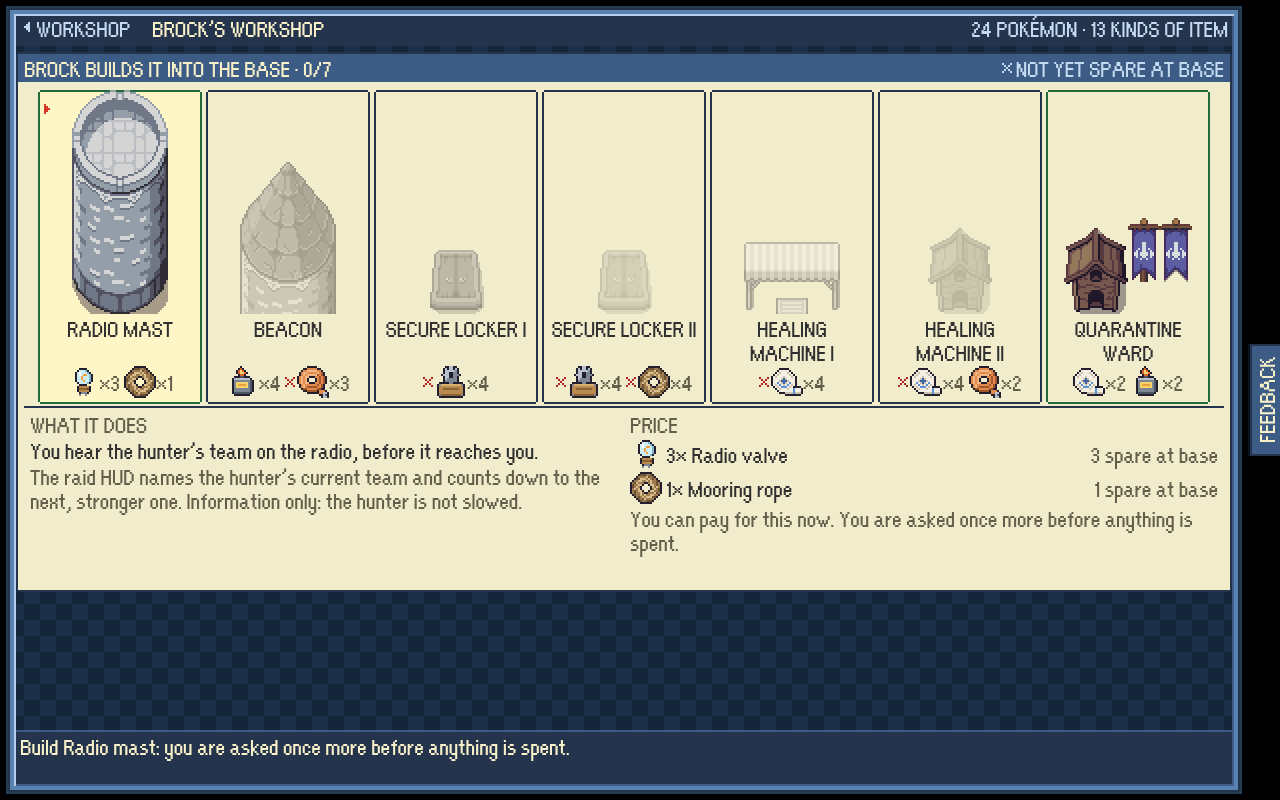 WORKSHOP BROCK'S WORKSHOP 24 POKÉMON · 13 KINDS OF ITEM
BROCK BUILDS IT INTO THE BASE · 0/7 ×NOT YET SPARE AT BASE
RADIO MAST
×3 ×1
BEACON
×4 ×3
SECURE LOCKER I
×4
SECURE LOCKER II
×4 ×4
HEALING
MACHINE I
×4
HEALING
MACHINE II
×4 ×2
QUARANTINE
WARD
×2 ×2
WHAT IT DOES
You hear the hunter's team on the radio, before it reaches you.
The raid HUD names the hunter's current team and counts down to the
next, stronger one. Information only: the hunter is not slowed.
PRICE
3× Radio valve 3 spare at base
1× Mooring rope 1 spare at base
You can pay for this now. You are asked once more before anything is
spent.
Build Radio mast: you are asked once more before anything is spent.
FEEDBACK